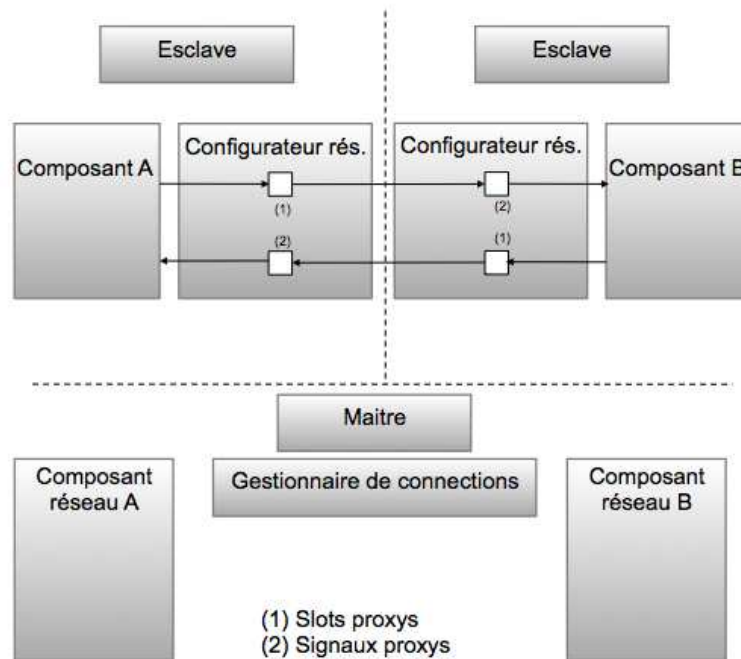 Esclave
Esclave
Composant A
Configurateur rés.
Configurateur rés.
Composant B
(1)
(2)
(2)
(1)
Maitre
Composant
réseau A
Gestionnaire de connections
Composant
réseau B
(1) Slots proxys
(2) Signaux proxys